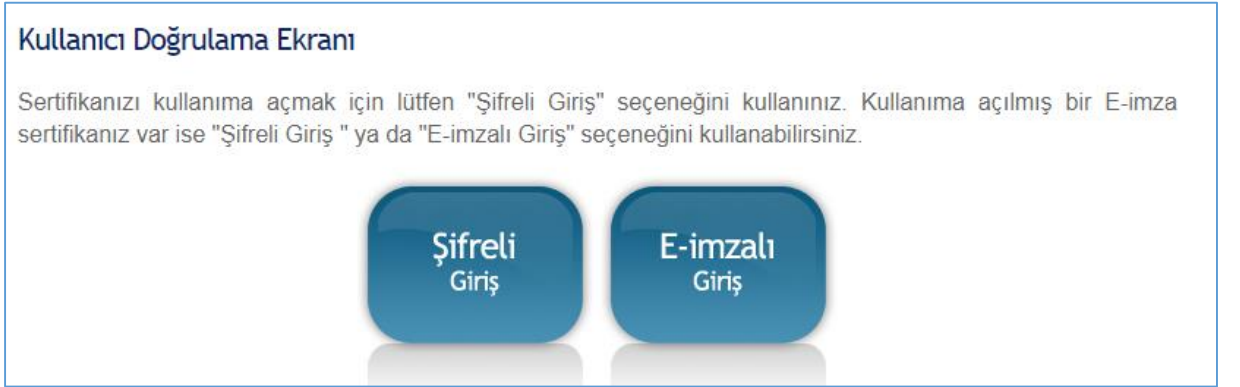 Kullanıcı Doğrulama Ekranı
Sertifikanızı kullanıma açmak için lütfen "Şifreli Giriş" seçeneğini kullanınız. Kullanıma açılmış bir E-imza
sertifikanız var ise "Şifreli Giriş " ya da "E-imzalı Giriş" seçeneğini kullanabilirsiniz.
Şifreli
Giriş
E-imzalı
Giriş